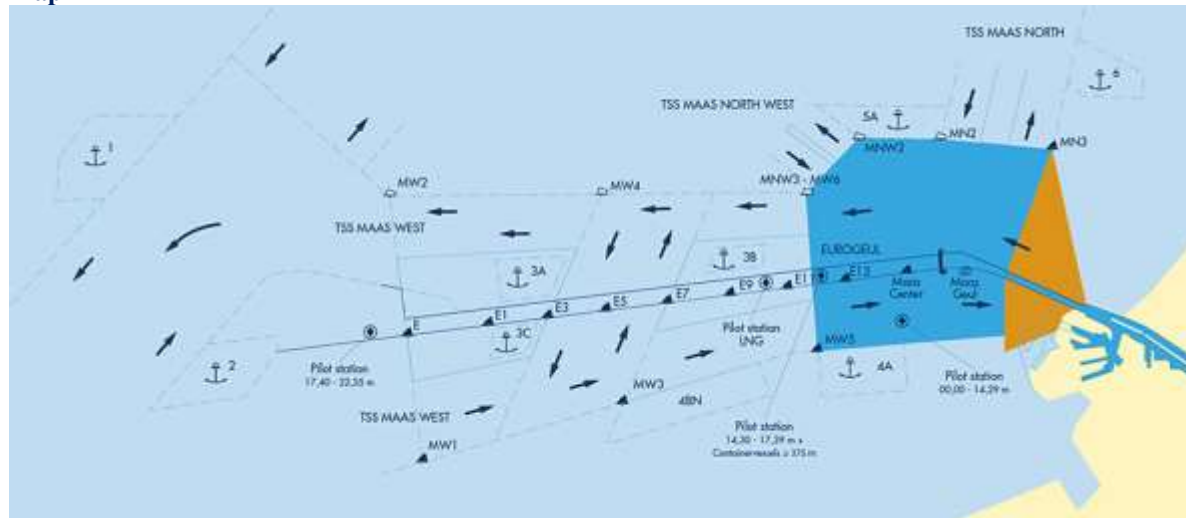 TSS MAAS NORTH
6
TSS MAAS NORTH WEST
5A
MN2
MN3
MNW2
1
MW2
MW4
MNW3 - MW6
TSS MAAS WEST
EUROGEUL
3A
3B
E13
E11
E9
E7
E5
E3
E1
E
Maas
Center
Maas
Geul
3C
Pilot station
LNG
MW5
2
Pilot station
17,40 - 22,55 m
4A
Pilot station
00,00 - 14,29 m
MW3
4BN
TSS MAAS WEST
Pilot station
14,30 - 17,39 m +
Containervessels ≥ 375 m
MW1